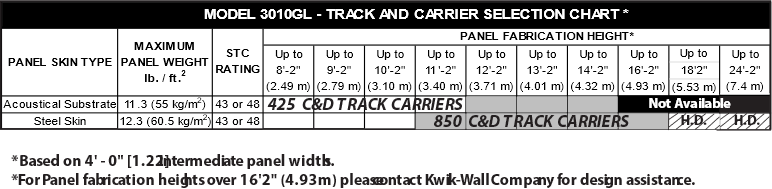 MODEL 3010GL - TRACK AND CARRIER SELECTION CHART *
PANEL SKIN TYPE
MAXIMUM
PANEL WEIGHT
lb. / ft.2
STC
RATING
PANEL FABRICATION HEIGHT*
Up to Up to Up to Up to Up to Up to Up to Up to Up to Up to
8'-2" 9'-2" 10'-2" 11'-2" 12'-2" 13'-2" 14'-2" 16'-2" 18'2" 24'-2"
(2.49 m) (2.79 m) (3.10 m) (3.40 m) (3.71 m) (4.01 m) (4.32 m) (4.93 m) (5.53 m) (7.4 m)
Acoustical Substrate 11.3 (55 kg/m2) 43 or 48 425 C&D TRACK CARRIERS Not Available
Steel Skin 12.3 (60.5 kg/m2) 43 or 48 850 C&D TRACK CARRIERS H.D. H.D.
*Based on 4' - 0" [1.22] intermediate panel widths.
*For Panel fabrication heights over 16'2" (4.93m) please contact Kwik-Wall Company for design assistance.